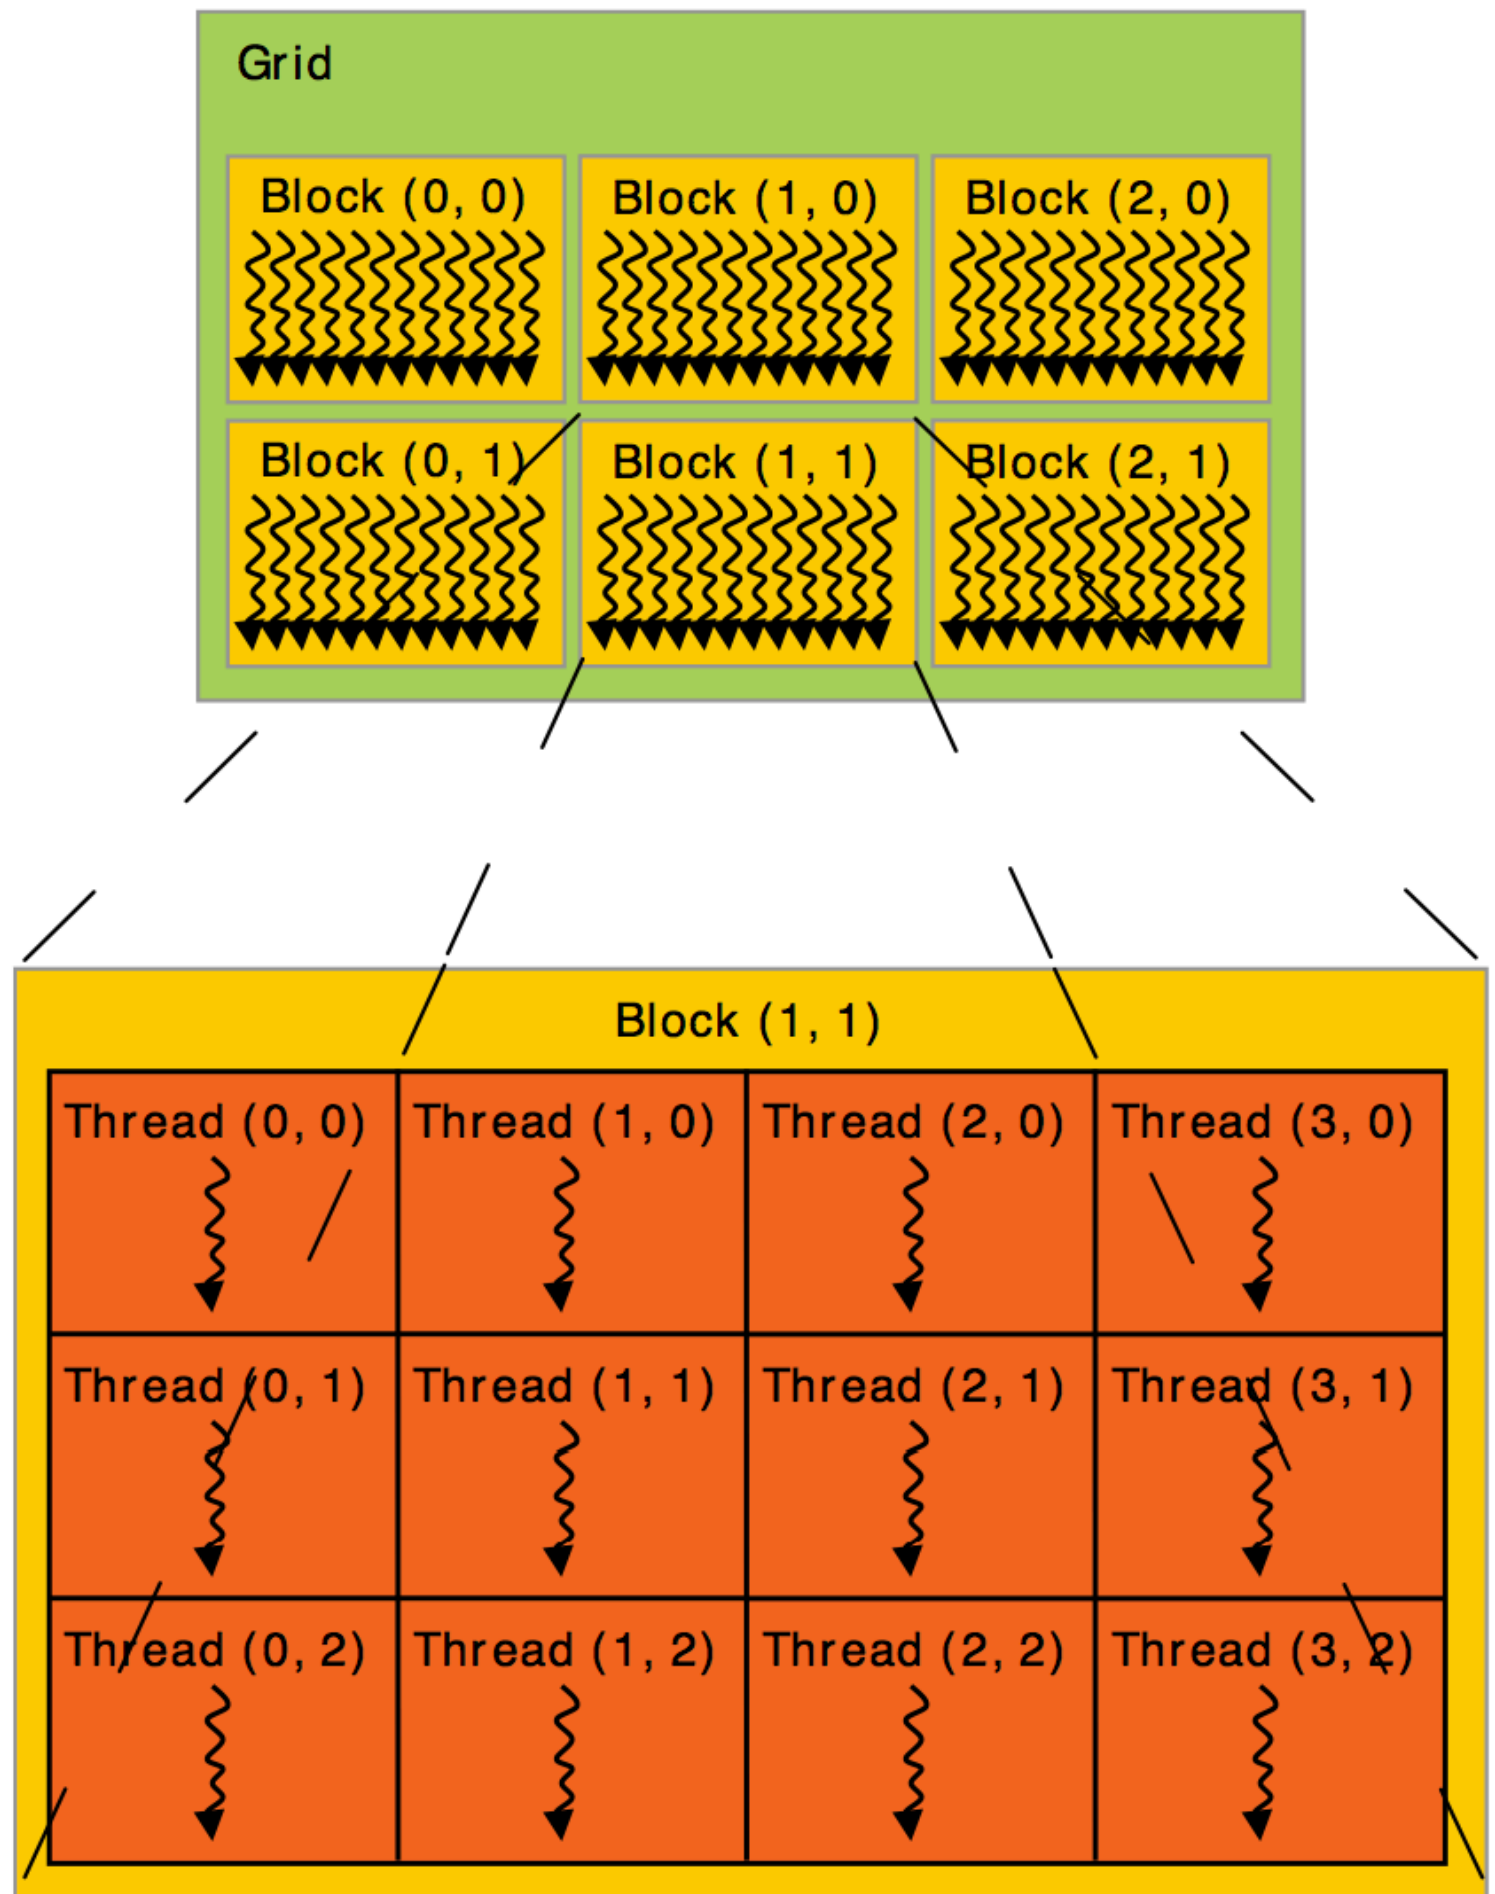 Grid
Block (0, 0) Block (1, 0) Block (2, 0)
Block (0, 1) Block (1, 1) Block (2, 1)
Block (1, 1)
Thread (0, 0) Thread (1, 0) Thread (2, 0) Thread (3, 0)
Thread (0, 1) Thread (1, 1) Thread (2, 1) Thread (3, 1)
Thread (0, 2) Thread (1, 2) Thread (2, 2) Thread (3, 2)